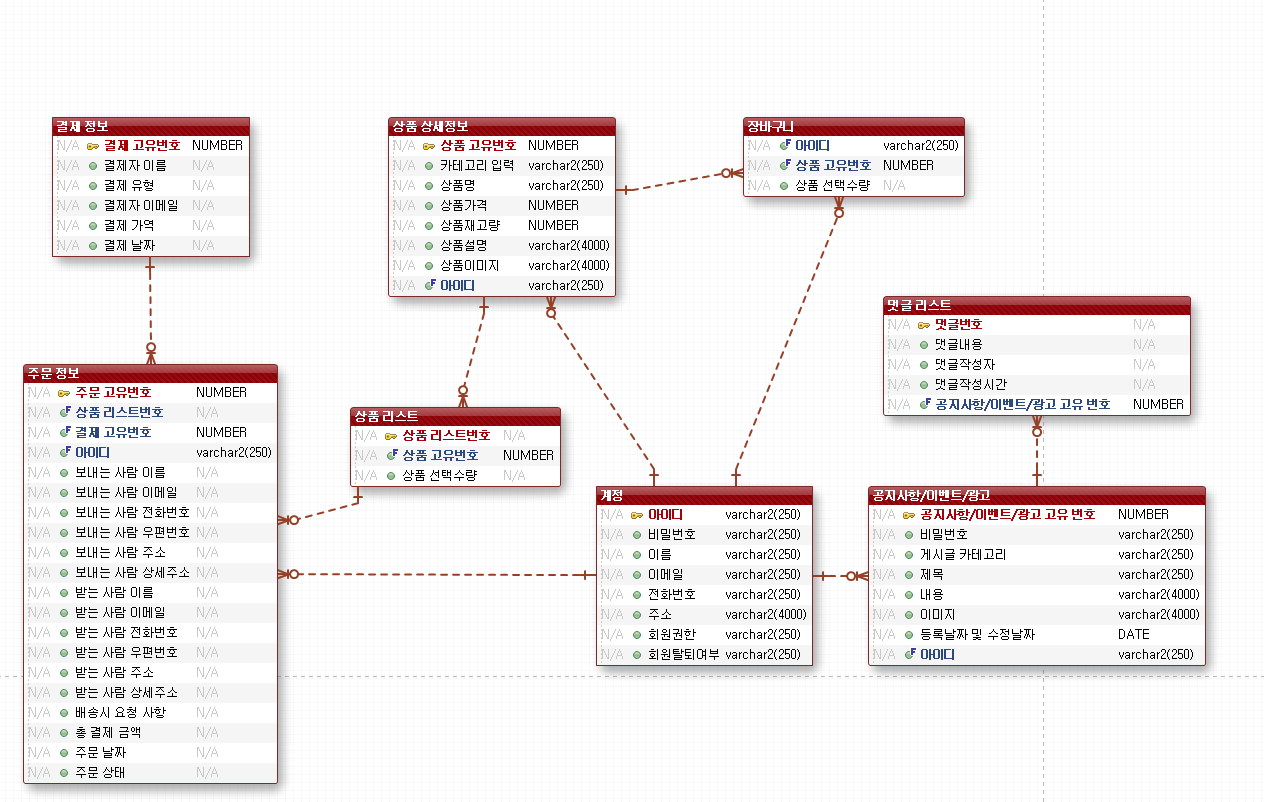 결제 정보
N/A 결제 고유번호 NUMBER
N/A 결제자 이름 N/A
N/A 결제 유형 N/A
N/A 결제자 이메일 N/A
N/A 결제 가역 N/A
N/A 결제 날짜 N/A
상품 상세정보
N/A 상품 고유번호 NUMBER
N/A 카테고리 입력 varchar2(250)
N/A 상품명 varchar2(250)
N/A 상품가격 NUMBER
N/A 상품재고량 NUMBER
N/A 상품설명 varchar2(4000)
N/A 상품이미지 varchar2(4000)
N/A F 아이디 varchar2(250)
장바구니
N/A F 아이디 varchar2(250)
N/A F 상품 고유번호 NUMBER
N/A 상품 선택수량 N/A
댓글 리스트
N/A 댓글번호 N/A
N/A 댓글내용 N/A
N/A 댓글작성자 N/A
N/A 댓글작성시간 N/A
N/A F 공지사항/이벤트/광고 고유 번호 NUMBER
주문 정보
N/A 주문 고유번호 NUMBER
N/A F 상품 리스트번호 N/A
N/A F 결제 고유번호 NUMBER
N/A F 아이디 varchar2(250)
N/A 보내는 사람 이름 N/A
N/A 보내는 사람 이메일 N/A
N/A 보내는 사람 전화번호 N/A
N/A 보내는 사람 우편번호 N/A
N/A 보내는 사람 주소 N/A
N/A 보내는 사람 상세주소 N/A
N/A 받는 사람 이름 N/A
N/A 받는 사람 이메일 N/A
N/A 받는 사람 전화번호 N/A
N/A 받는 사람 우편번호 N/A
N/A 받는 사람 주소 N/A
N/A 받는 사람 상세주소 N/A
N/A 배송시 요청 사항 N/A
N/A 총 결제 금액 N/A
N/A 주문 날짜 N/A
N/A 주문 상태 N/A
상품 리스트
N/A 상품 리스트번호 N/A
N/A F 상품 고유번호 NUMBER
N/A 상품 선택수량 N/A
계정
N/A 아이디 varchar2(250)
N/A 비밀번호 varchar2(250)
N/A 이름 varchar2(250)
N/A 이메일 varchar2(250)
N/A 전화번호 varchar2(250)
N/A 주소 varchar2(4000)
N/A 회원권한 varchar2(250)
N/A 회원탈퇴여부 varchar2(250)
공지사항/이벤트/광고
N/A 공지사항/이벤트/광고 고유 번호 NUMBER
N/A 비밀번호 varchar2(250)
N/A 게시글 카테고리 varchar2(250)
N/A 제목 varchar2(250)
N/A 내용 varchar2(4000)
N/A 이미지 varchar2(4000)
N/A 등록날짜 및 수정날짜 DATE
N/A F 아이디 varchar2(250)